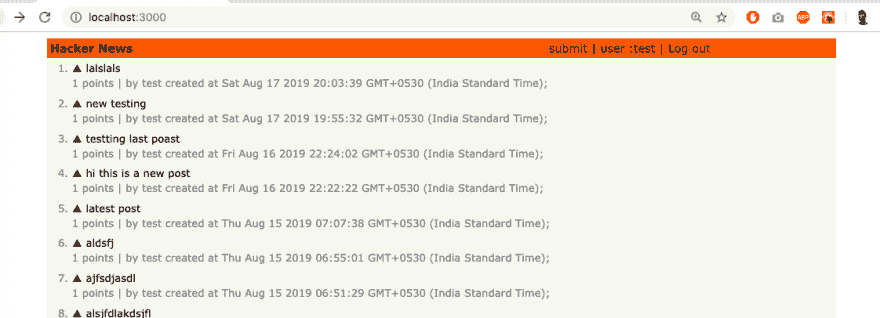 localhost:3000
ABP
Hacker News submit | user :test | Log out
1. ▲ lalslals
1 points | by test created at Sat Aug 17 2019 20:03:39 GMT+0530 (India Standard Time);
2. ▲ new testing
1 points | by test created at Sat Aug 17 2019 19:55:32 GMT+0530 (India Standard Time);
3. ▲ testting last poast
1 points | by test created at Fri Aug 16 2019 22:24:02 GMT+0530 (India Standard Time);
4. ▲ hi this is a new post
1 points | by test created at Fri Aug 16 2019 22:22:22 GMT+0530 (India Standard Time);
5. ▲ latest post
1 points | by test created at Thu Aug 15 2019 07:07:38 GMT+0530 (India Standard Time);
6. ▲ aldsfj
1 points | by test created at Thu Aug 15 2019 06:55:01 GMT+0530 (India Standard Time);
7. ▲ ajfsdjasdl
1 points | by test created at Thu Aug 15 2019 06:51:29 GMT+0530 (India Standard Time);
8. ▲ alsjfdlakdsjfl